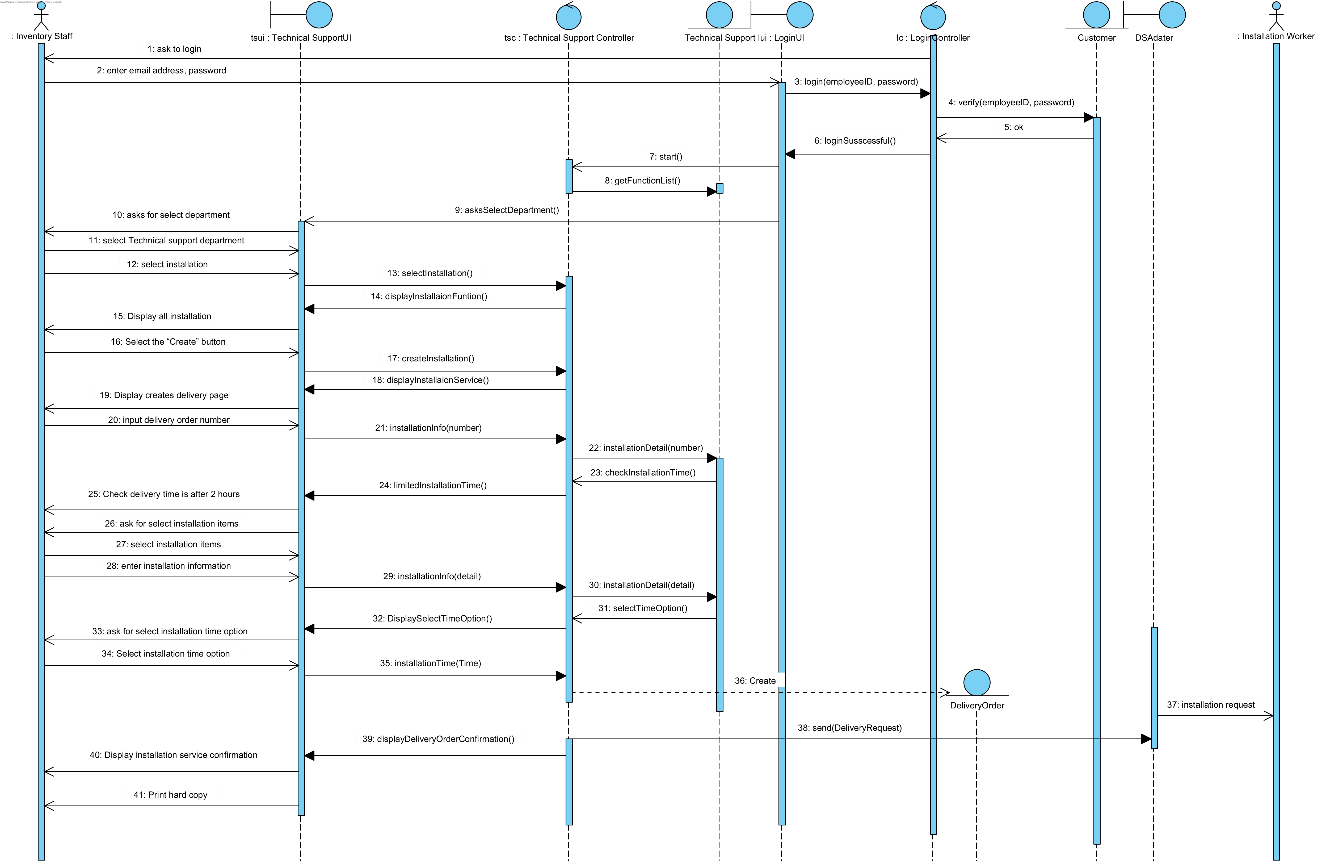 : Inventory Staff
tsui : Technical SupportUI
tsc : Technical Support Controller
Technical Support
lui : LoginUI
lc : LoginController
Customer
DSAdater
: Installation Worker
1: ask to login
2: enter email address, password
3: login(employeeID, password)
4: verify(employeeID, password)
5: ok
6: loginSusscessful()
7: start()
8: getFunctionList()
9: asksSelectDepartment()
10: asks for select department
11: select Technical support department
12: select installation
13: selectInstallation()
14: displayInstallaionFuntion()
15: Display all installation
16: Select the “Create” button
17: createInstallation()
18: displayInstallaionService()
19: Display creates delivery page
20: input delivery order number
21: installationInfo(number)
22: installationDetail(number)
23: checkInstallationTime()
24: limitedInstallationTime()
25: Check delivery time is after 2 hours
26: ask for select installation items
27: select installation items
28: enter installation information
29: installationInfo(detail)
30: installationDetail(detail)
31: selectTimeOption()
32: DisplaySelectTimeOption()
33: ask for select installation time option
34: Select installation time option
35: installationTime(Time)
36: Create
DeliveryOrder
37: installation request
38: send(DeliveryRequest)
39: displayDeliveryOrderConfirmation()
40: Display installation service confirmation
41: Print hard copy